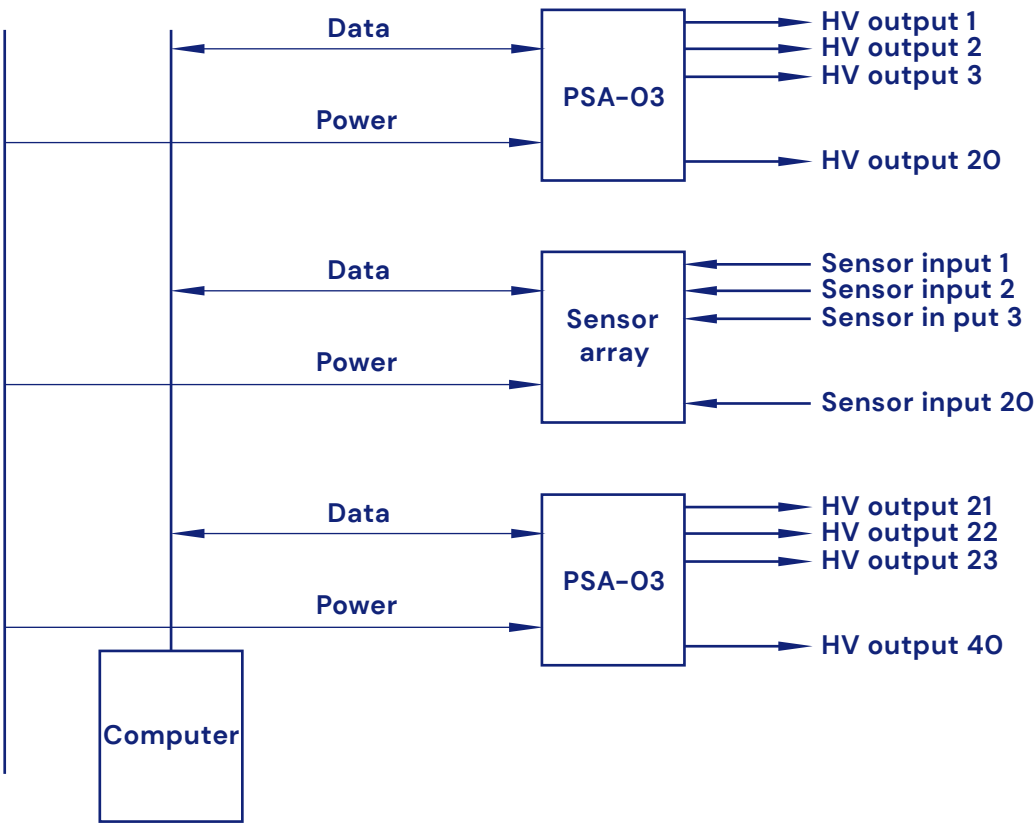 Data
HV output 1
HV output 2
HV output 3
PSA-03
Power
HV output 20
Data
Sensor input 1
Sensor input 2
Sensor in put 3
Sensor
array
Power
Sensor input 20
Data
HV output 21
HV output 22
HV output 23
PSA-03
Power
HV output 40
Computer